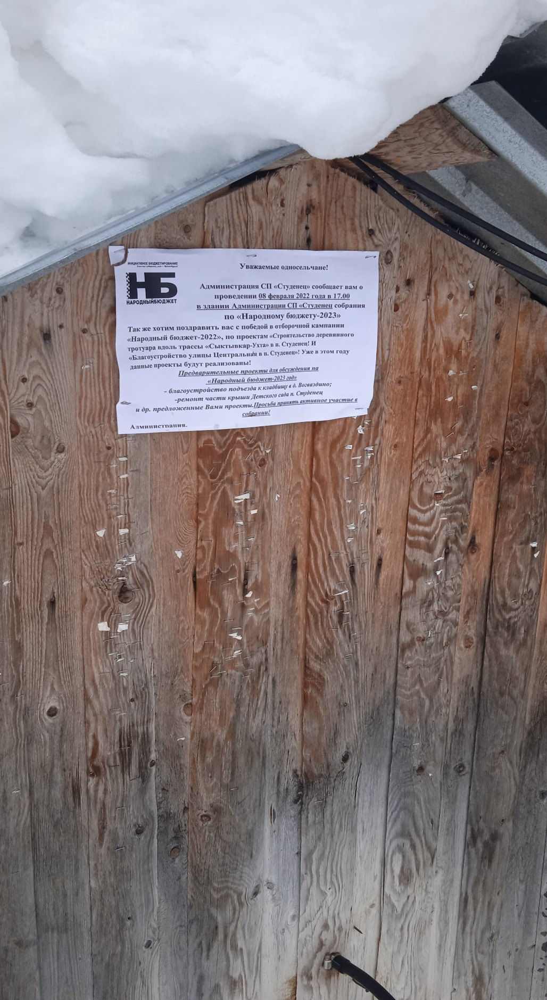 ИНИЦИАТИВНОЕ БЮДЖЕТИРОВАНИЕ
НБ
НАРОДНЫЙБЮДЖЕТ
Уважаемые односельчане!
Администрация СП «Студенец» сообщает вам о
проведении 08 февраля 2022 года в 17.00
в здании Администрации СП «Студенец собрания
по «Народному бюджету-2023»
Так же хотим поздравить вас с победой в отборочной кампании
«Народный бюджет-2022», по проектам «Строительство деревянного
тротуара вдоль трассы «Сыктывкар-Ухта» в п. Студенец! И
«Благоустройство улицы Центральная в п. Студенец»! Уже в этом году
данные проекты будут реализованы!
Предварительные проекты для обсуждения на
«Народный бюджет-2023 год»
- благоустройство подъезда к кладбищу в д. Вогваздино;
-ремонт части крыши Детского сада п. Студенец
и др. предложенные Вами проекты.Просьба принять активное участие в
собрании!
Администрация.